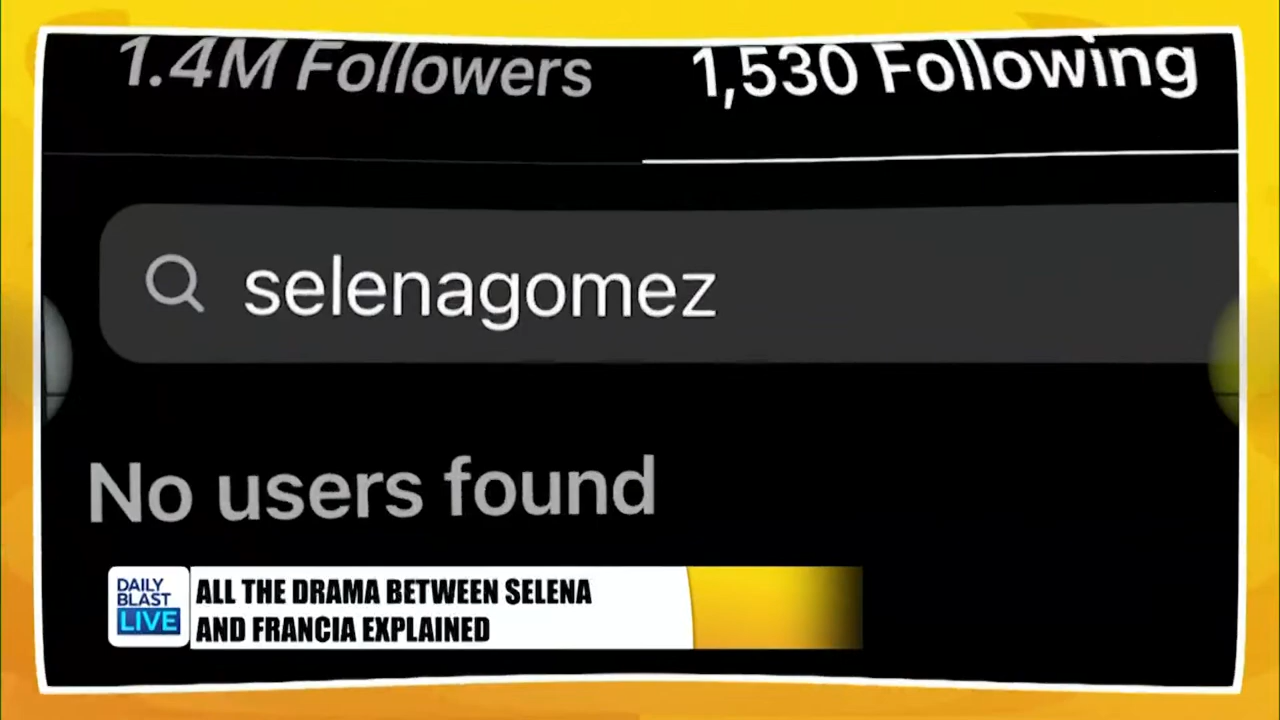 1.4M Followers
1,530 Following
selenagomez
No users found
DAILY
BLAST
LIVE
ALL THE DRAMA BETWEEN SELENA
AND FRANCIA EXPLAINED